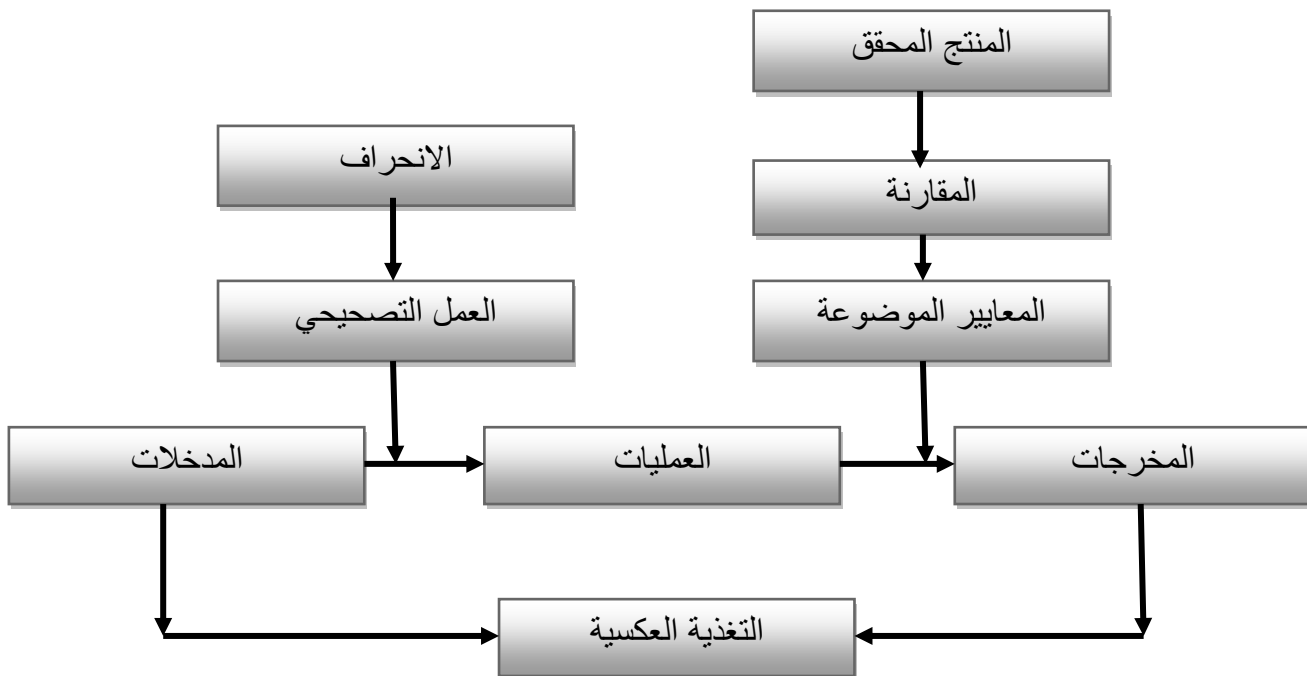 المنتج المحقق
الانحراف
المقارنة
العمل التصحيحي
المعايير الموضوعة
المدخلات
العمليات
المخرجات
التغذية العكسية